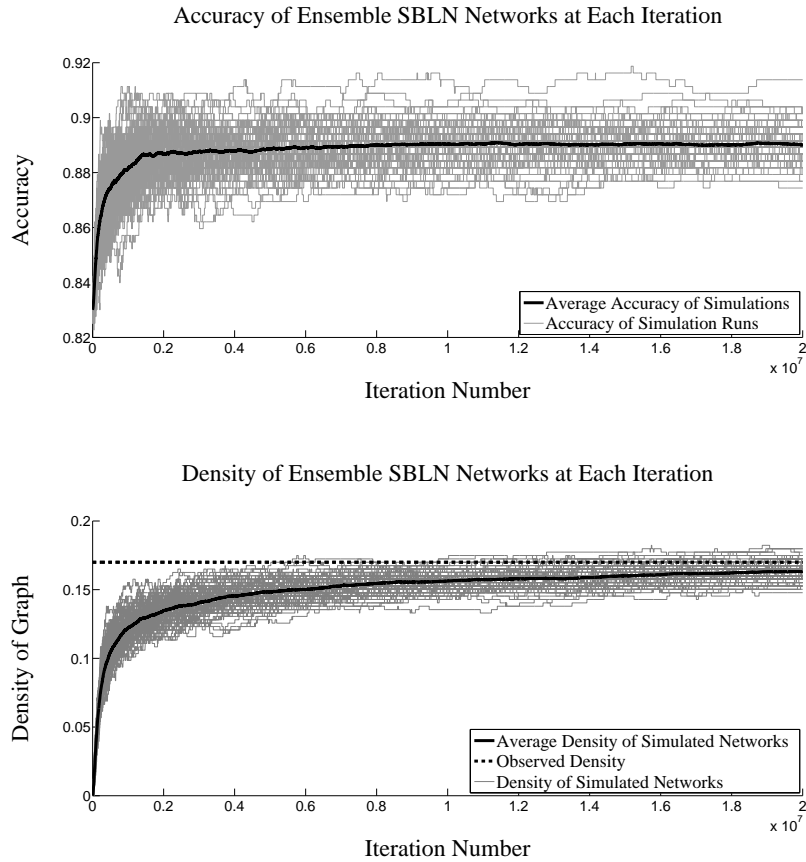 Accuracy of Ensemble SBLN Networks at Each Iteration
0.92
0.9
0.88
0.86
0.84
0.82
Accuracy
Average Accuracy of Simulations
Accuracy of Simulation Runs
0 0.2 0.4 0.6 0.8 1 1.2 1.4 1.6 1.8 2
x 10^7
Iteration Number
Density of Ensemble SBLN Networks at Each Iteration
0.2
0.15
0.1
0.05
0
Density of Graph
Average Density of Simulated Networks
Observed Density
Density of Simulated Networks
0 0.2 0.4 0.6 0.8 1 1.2 1.4 1.6 1.8 2
x 10^7
Iteration Number